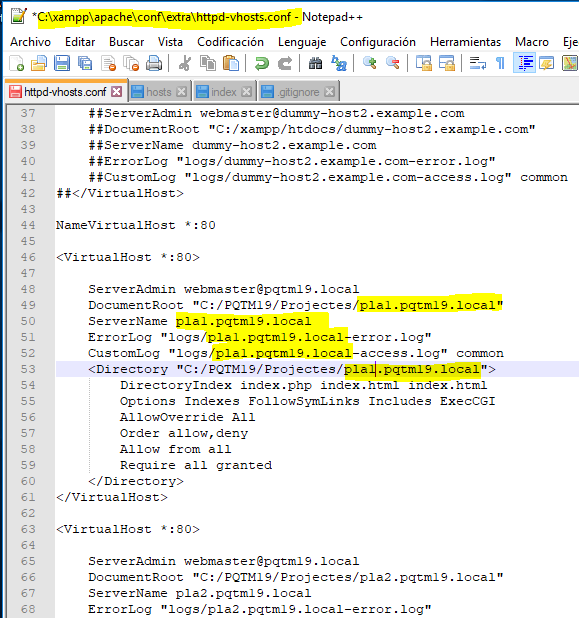 *C:\xampp\apache\conf\extra\httpd-vhosts.conf - Notepad++
Archivo Editar Buscar Vista Codificación Lenguaje Configuración Herramientas Macro Eje
httpd-vhosts.conf hosts index .gitignore
37 ##ServerAdmin webmaster@dummy-host2.example.com
38 ##DocumentRoot "C:/xampp/htdocs/dummy-host2.example.com"
39 ##ServerName dummy-host2.example.com
40 ##ErrorLog "logs/dummy-host2.example.com-error.log"
41 ##CustomLog "logs/dummy-host2.example.com-access.log" common
42 ##</VirtualHost>
43
44 NameVirtualHost *:80
45
46 <VirtualHost *:80>
47
48 ServerAdmin webmaster@pqtm19.local
49 DocumentRoot "C:/PQTM19/Projectes/pla1.pqtm19.local"
50 ServerName pla1.pqtm19.local
51 ErrorLog "logs/pla1.pqtm19.local-error.log"
52 CustomLog "logs/pla1.pqtm19.local-access.log" common
53 <Directory "C:/PQTM19/Projectes/pla1.pqtm19.local">
54 DirectoryIndex index.php index.html index.html
55 Options Indexes FollowSymLinks Includes ExecCGI
56 AllowOverride All
57 Order allow,deny
58 Allow from all
59 Require all granted
60 </Directory>
61 </VirtualHost>
62
63 <VirtualHost *:80>
64
65 ServerAdmin webmaster@pqtm19.local
66 DocumentRoot "C:/PQTM19/Projectes/pla2.pqtm19.local"
67 ServerName pla2.pqtm19.local
68 ErrorLog "logs/pla2.pqtm19.local-error.log"